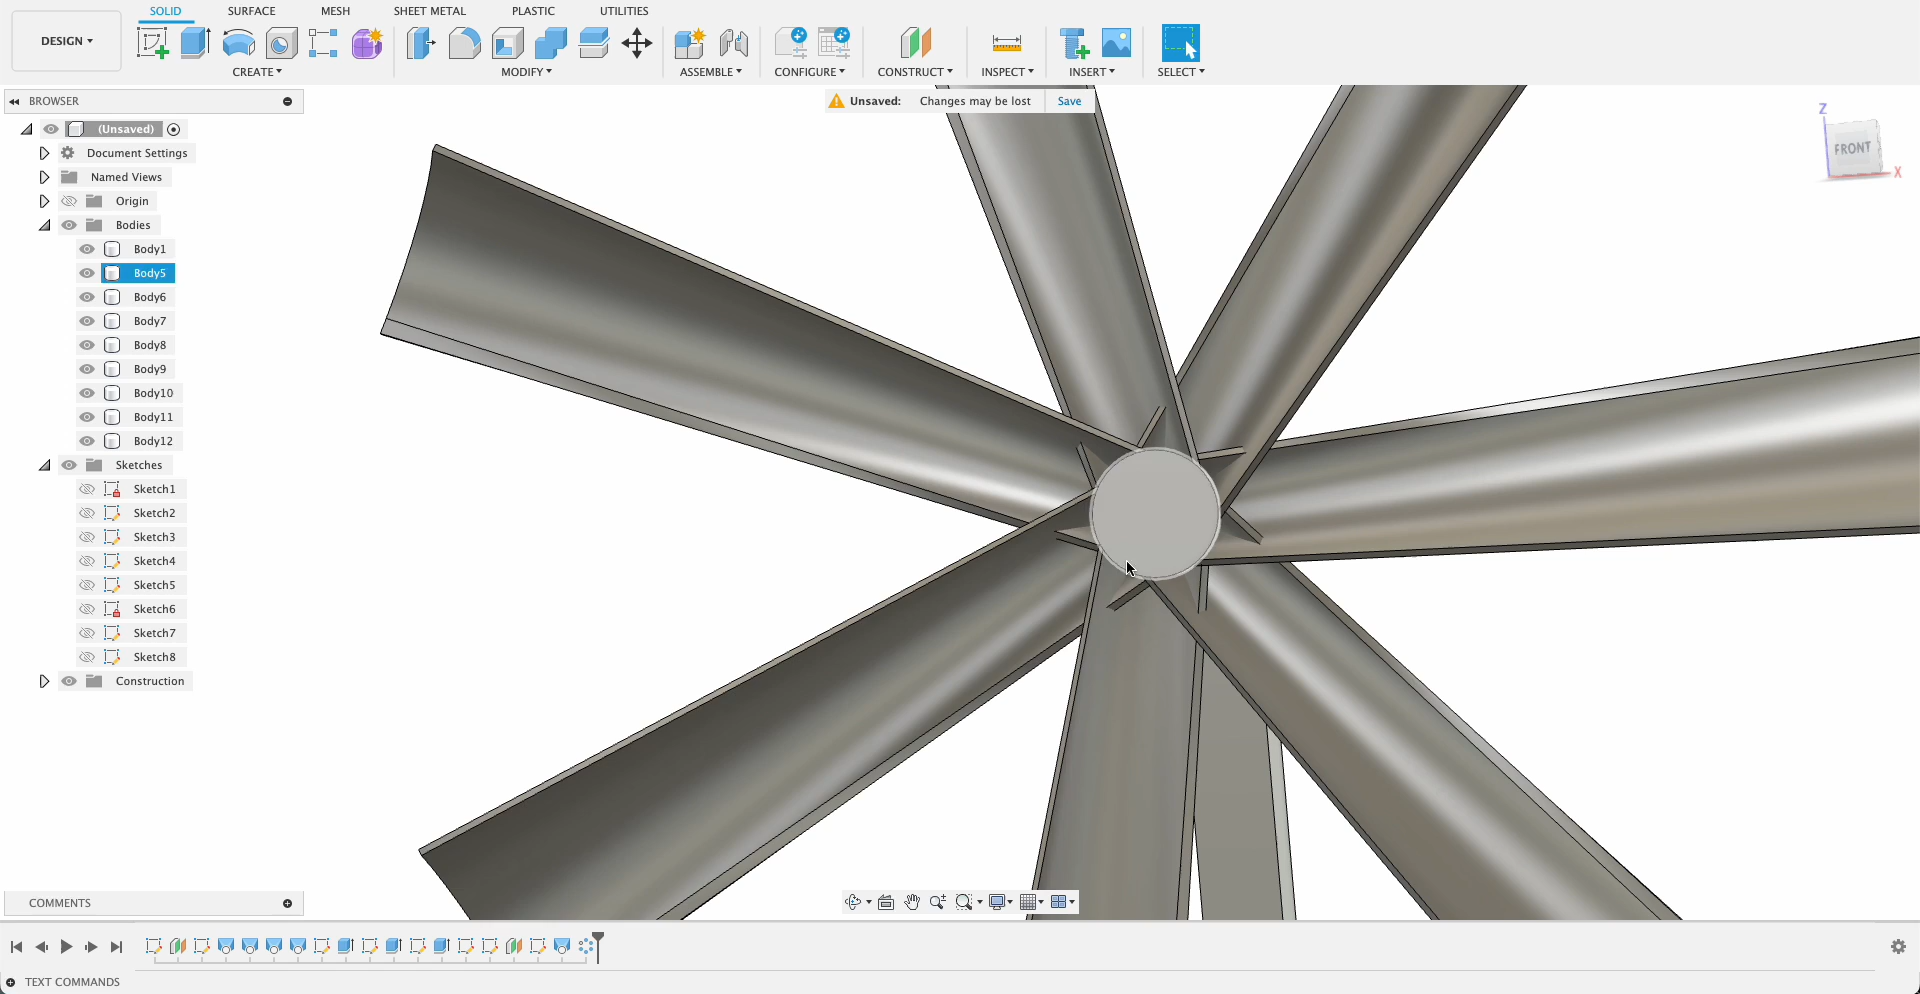 SOLID SURFACE MESH SHEET METAL PLASTIC UTILITIES
DESIGN
CREATE MODIFY ASSEMBLE CONFIGURE CONSTRUCT INSPECT INSERT SELECT
BROWSER
Unsaved: Changes may be lost Save
(Unsaved)
Document Settings
Named Views
Origin
Bodies
Body1
Body5
Body6
Body7
Body8
Body9
Body10
Body11
Body12
Sketches
Sketch1
Sketch2
Sketch3
Sketch4
Sketch5
Sketch6
Sketch7
Sketch8
Construction
Z
FRONT
X
COMMENTS
TEXT COMMANDS